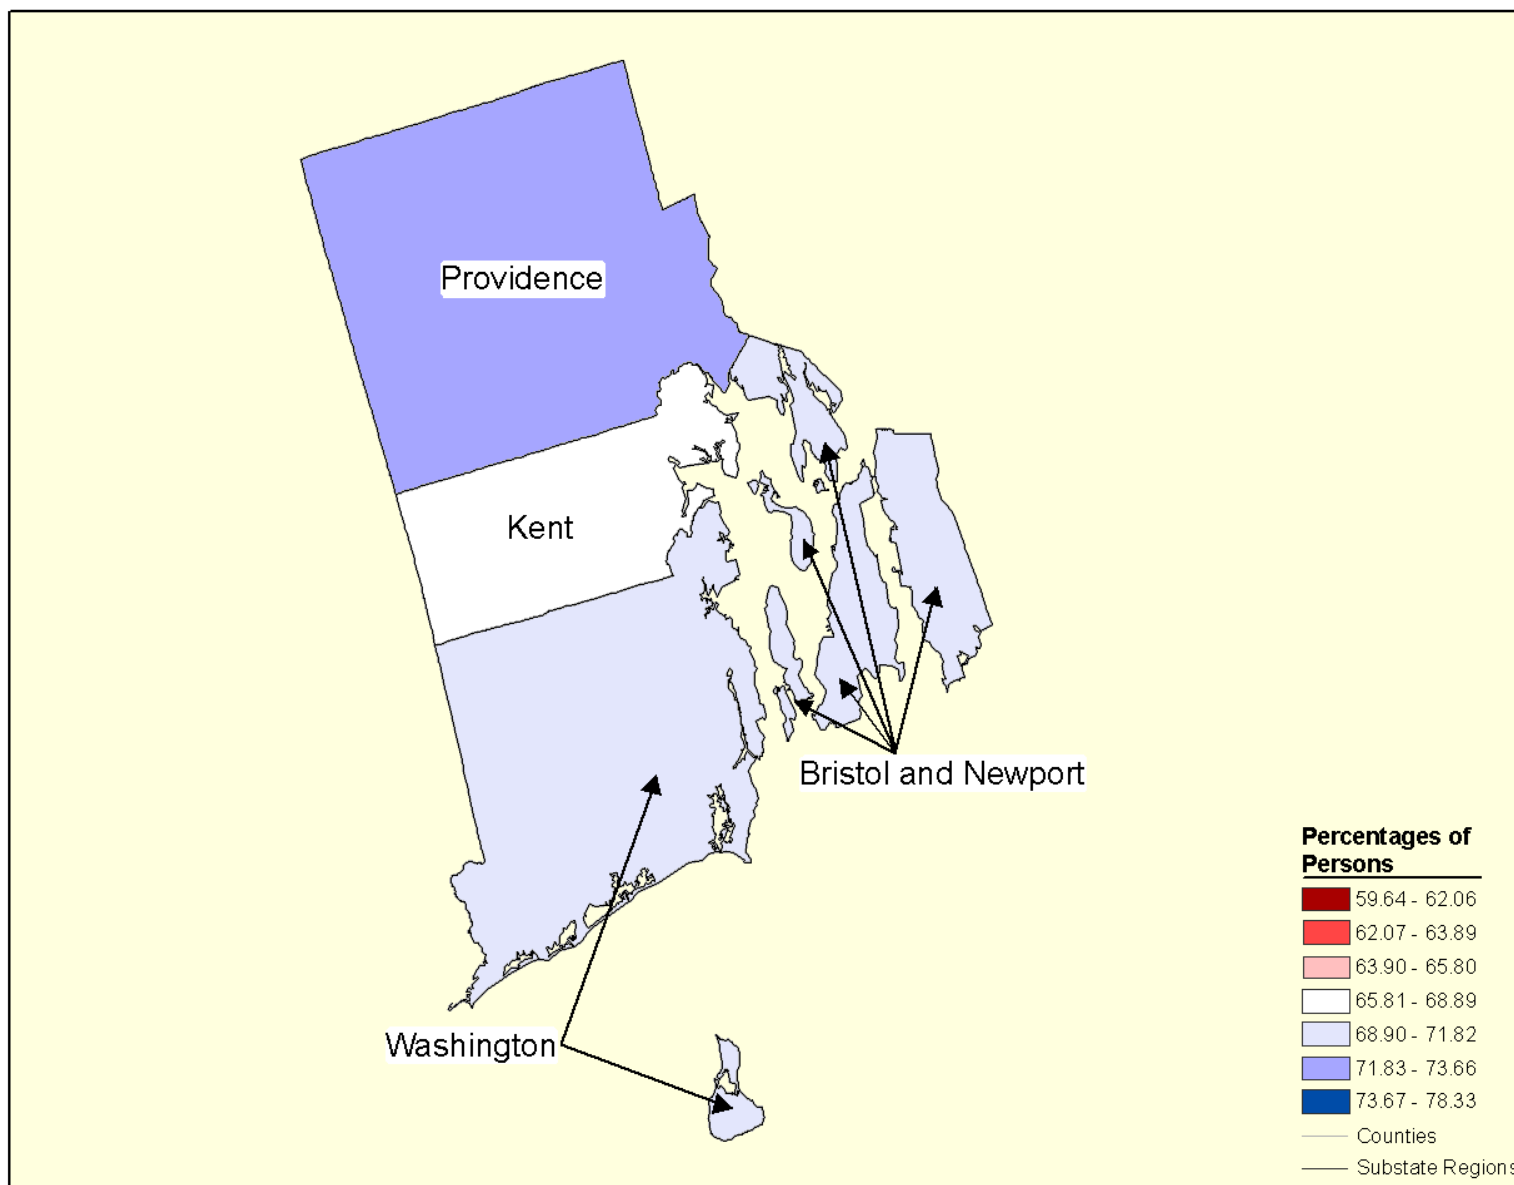 Providence
Kent
Bristol and Newport
Washington
Percentages of
Persons
59.64 - 62.06
62.07 - 63.89
63.90 - 65.80
65.81 - 68.89
68.90 - 71.82
71.83 - 73.66
73.67 - 78.33
Counties
Substate Regions